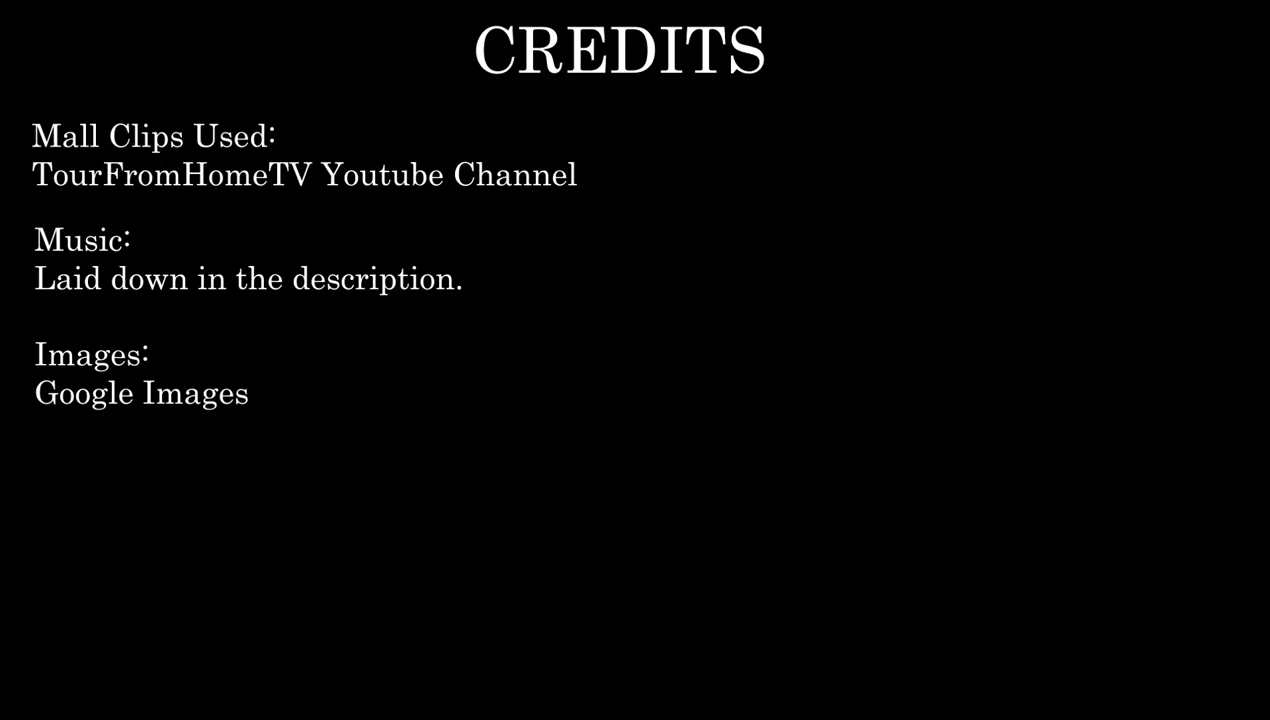 CREDITS
Mall Clips Used:
TourFromHomeTV Youtube Channel
Music:
Laid down in the description.
Images:
Google Images